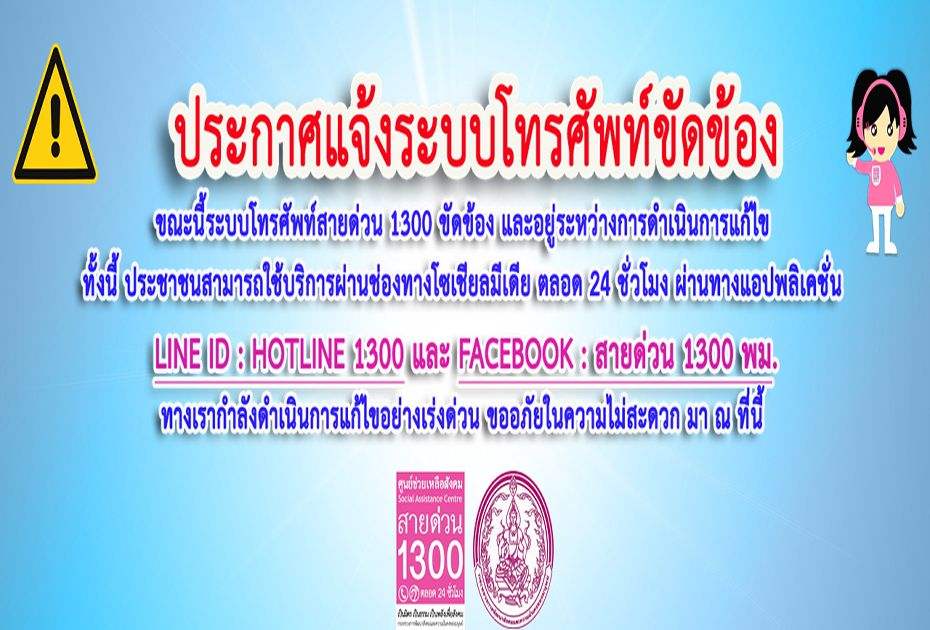 ประกาศแจ้งระบบโทรศัพท์ขัดข้อง
ขณะนี้ระบบโทรศัพท์สายด่วน 1300 ขัดข้อง และอยู่ระหว่างการดำเนินการแก้ไข
ทั้งนี้ ประชาชนสามารถใช้บริการผ่านช่องทางโซเชียลมีเดีย ตลอด 24 ชั่วโมง ผ่านทางแอปพลิเคชั่น
LINE ID : HOTLINE 1300 และ FACEBOOK : สายด่วน 1300 พม.
ทางเรากำลังดำเนินการแก้ไขอย่างเร่งด่วน ขออภัยในความไม่สะดวก มา ณ ที่นี้
ศูนย์ช่วยเหลือสังคม
Social Assistance Centre
สายด่วน
1300
ตลอด 24 ชั่วโมง